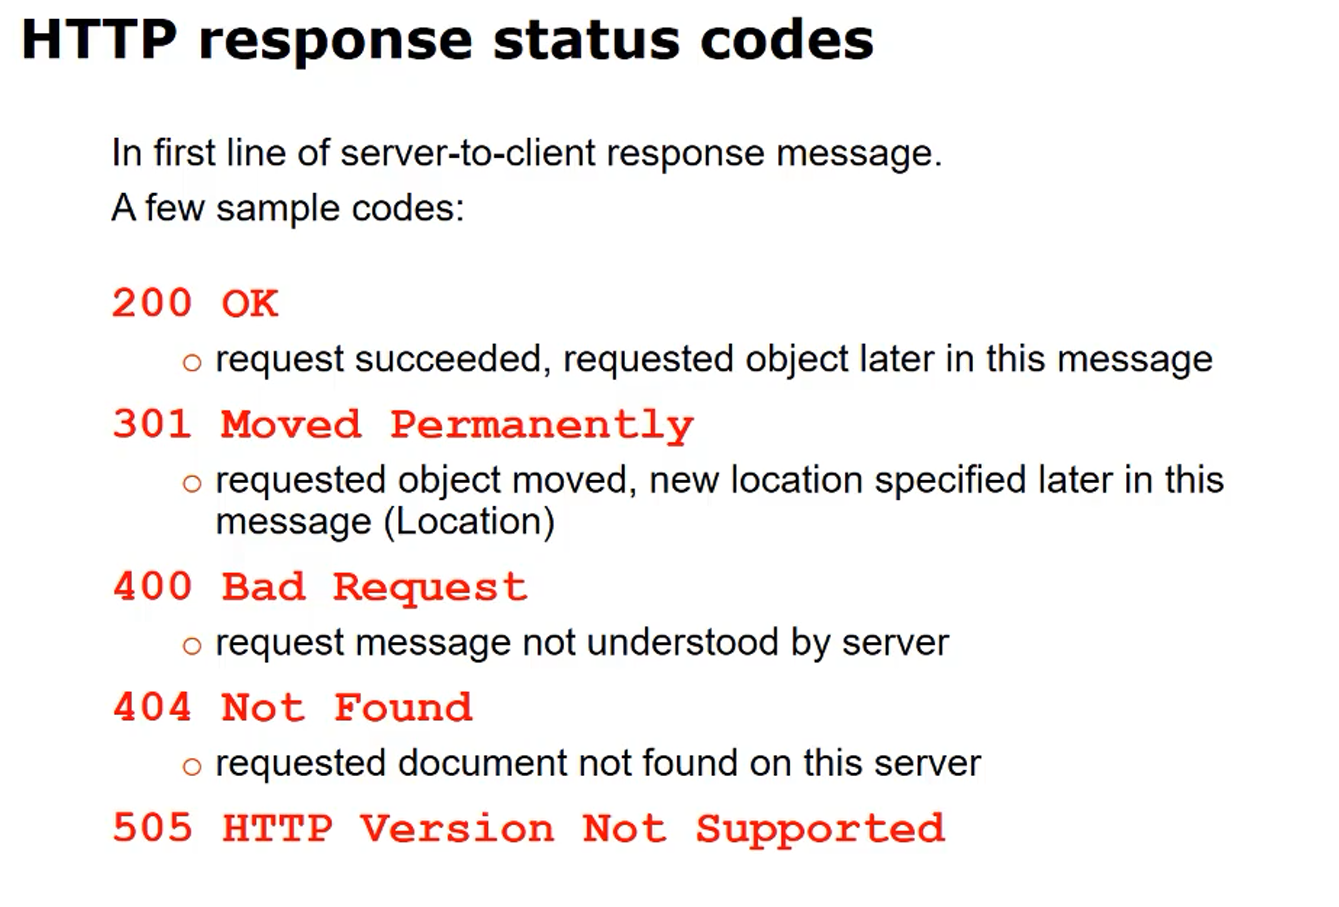 HTTP response status codes
In first line of server-to-client response message.
A few sample codes:
200 OK
request succeeded, requested object later in this message
301 Moved Permanently
requested object moved, new location specified later in this
message (Location)
400 Bad Request
request message not understood by server
404 Not Found
requested document not found on this server
505 HTTP Version Not Supported